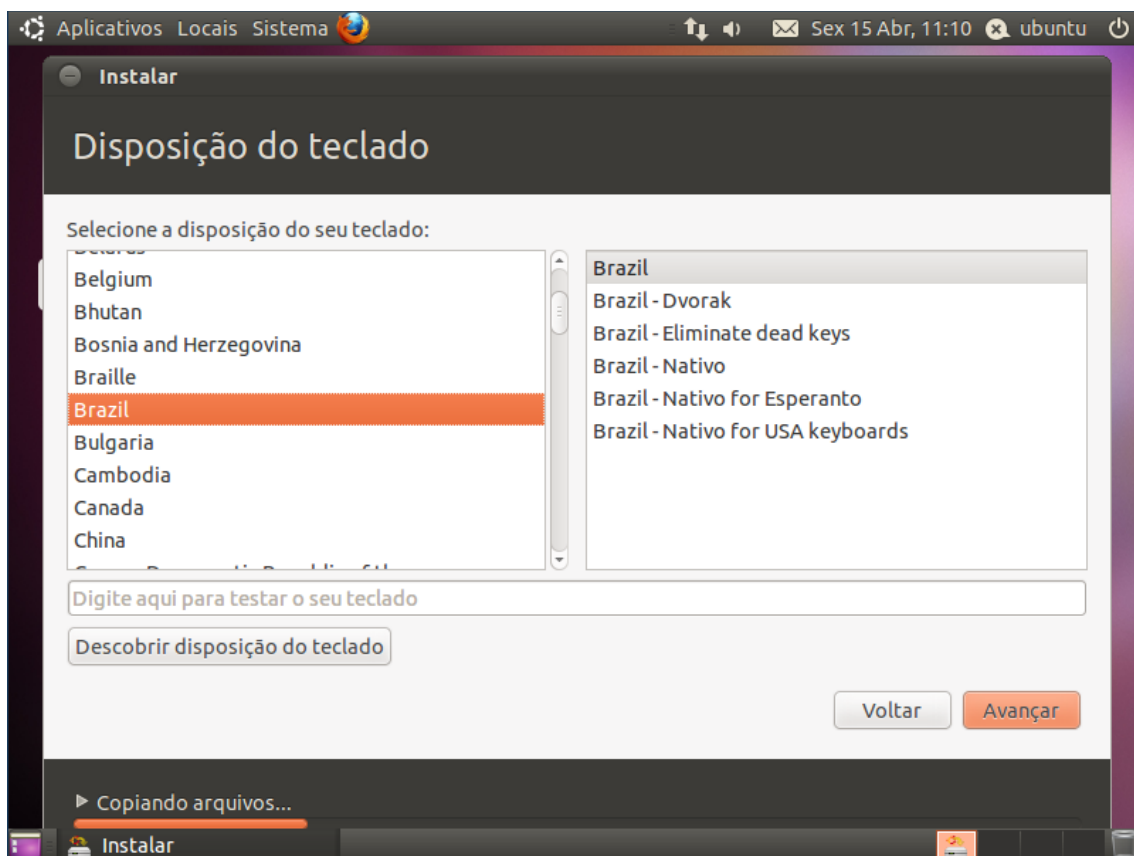 Aplicativos Locais Sistema Sex 15 Abr, 11:10 ubuntu
Instalar
Disposição do teclado
Selecione a disposição do seu teclado:
Belgium
Bhutan
Bosnia and Herzegovina
Braille
Brazil
Bulgaria
Cambodia
Canada
China
Brazil
Brazil - Dvorak
Brazil - Eliminate dead keys
Brazil - Nativo
Brazil - Nativo for Esperanto
Brazil - Nativo for USA keyboards
Digite aqui para testar o seu teclado
Descobrir disposição do teclado
Voltar Avançar
Copiando arquivos...
Instalar